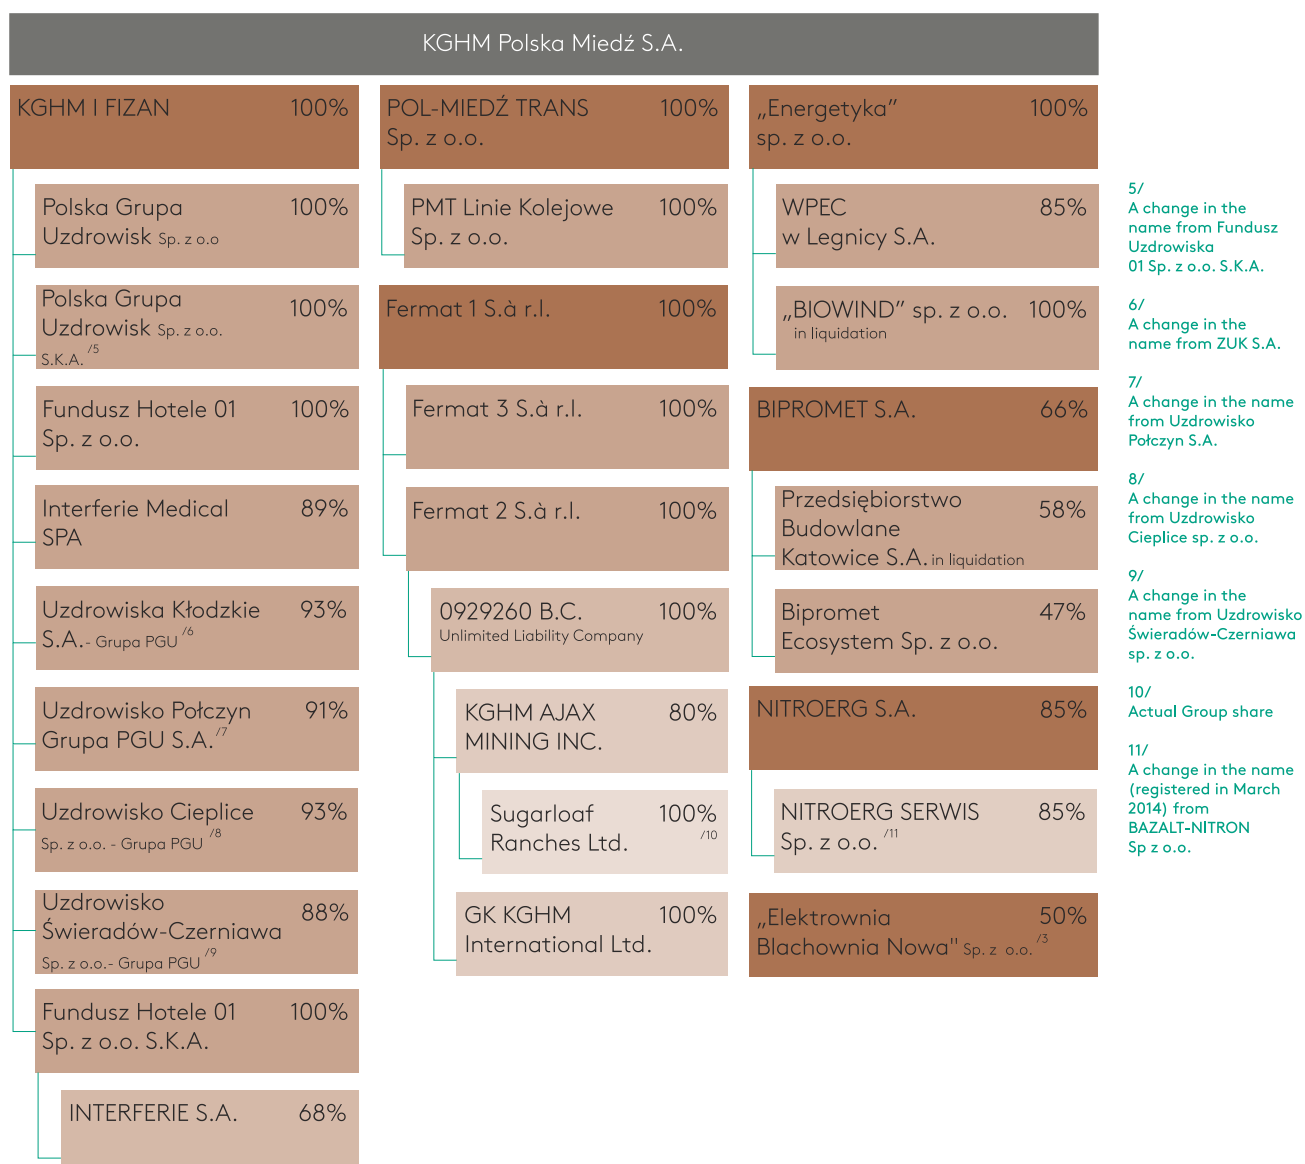 KGHM Polska Miedź S.A.
KGHM I FIZAN 100%
Polska Grupa 100%
Uzdrowisk Sp. z o.o
Polska Grupa 100%
Uzdrowisk Sp. z o.o.
S.K.A. /5
Fundusz Hotele 01 100%
Sp. z o.o.
Interferie Medical 89%
SPA
Uzdrowiska Kłodzkie 93%
S.A.- Grupa PGU /6
Uzdrowisko Połczyn 91%
Grupa PGU S.A. /7
Uzdrowisko Cieplice 93%
Sp. z o.o. - Grupa PGU /8
Uzdrowisko 88%
Świeradów-Czerniawa
Sp. z o.o.- Grupa PGU /9
Fundusz Hotele 01 100%
Sp. z o.o. S.K.A.
INTERFERIE S.A. 68%
POL-MIEDŹ TRANS 100%
Sp. z o.o.
PMT Linie Kolejowe 100%
Sp. z o.o.
Fermat 1 S.à r.l. 100%
Fermat 3 S.à r.l. 100%
Fermat 2 S.à r.l. 100%
0929260 B.C. 100%
Unlimited Liability Company
KGHM AJAX 80%
MINING INC.
Sugarloaf 100%
Ranches Ltd. /10
GK KGHM 100%
International Ltd.
„Energetyka” 100%
sp. z o.o.
WPEC 85%
w Legnicy S.A.
„BIOWIND” sp. z o.o. 100%
in liquidation
BIPROMET S.A. 66%
Przedsiębiorstwo 58%
Budowlane
Katowice S.A. in liquidation
Bipromet 47%
Ecosystem Sp. z o.o.
NITROERG S.A. 85%
NITROERG SERWIS 85%
Sp. z o.o. /11
„Elektrownia 50%
Blachownia Nowa" Sp. z o.o. /3
5/
A change in the
name from Fundusz
Uzdrowiska
01 Sp. z o.o. S.K.A.
6/
A change in the
name from ZUK S.A.
7/
A change in the name
from Uzdrowisko
Połczyn S.A.
8/
A change in the name
from Uzdrowisko
Cieplice sp. z o.o.
9/
A change in the
name from Uzdrowisko
Świeradów-Czerniawa
sp. z o.o.
10/
Actual Group share
11/
A change in the name
(registered in March
2014) from
BAZALT-NITRON
Sp z o.o.